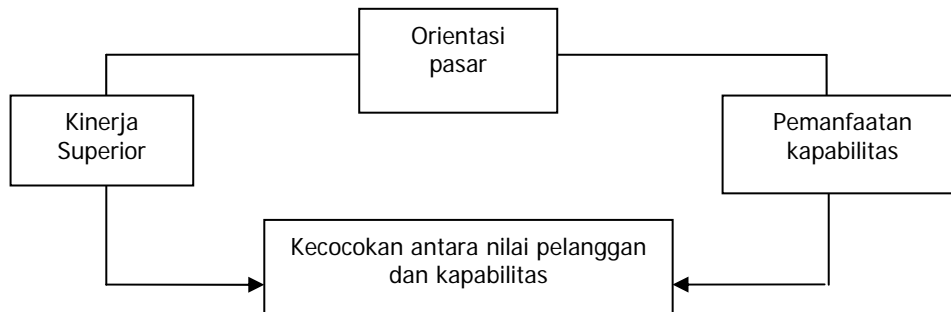 Orientasi
pasar
Kinerja
Superior
Pemanfaatan
kapabilitas
Kecocokan antara nilai pelanggan
dan kapabilitas